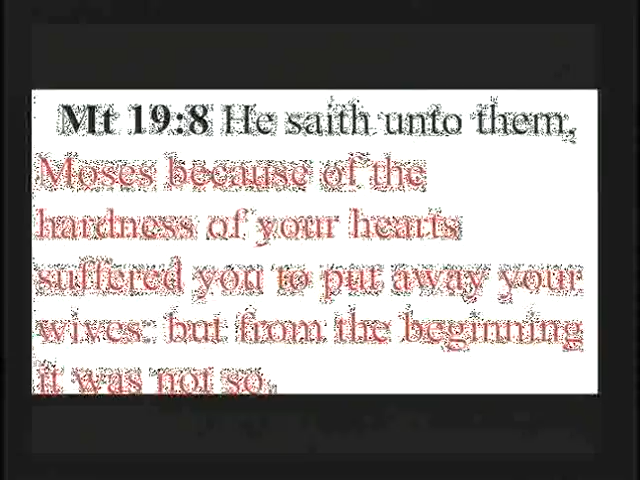 Mt 19:8 He saith unto them,
Moses because of the
hardness of your hearts
suffered you to put away your
wives: but from the beginning
it was not so.